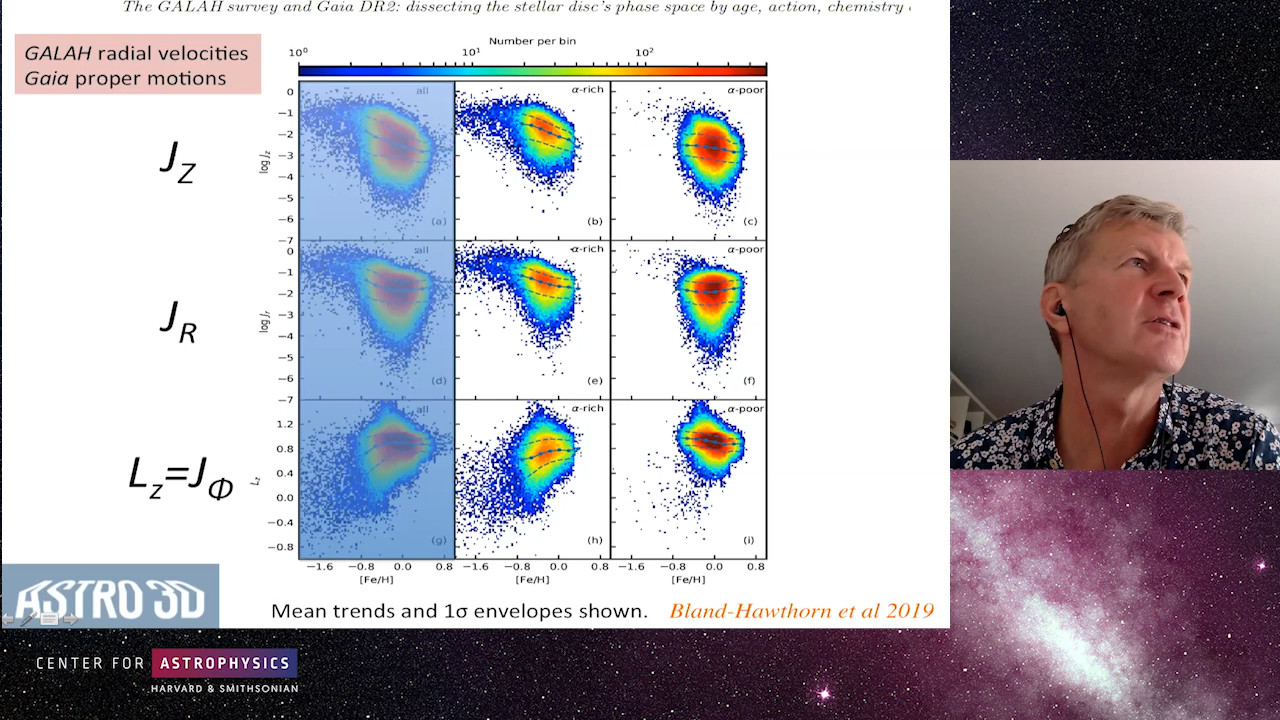 The GALAH survey and Gaia DR2: dissecting the stellar disc's phase space by age, action, chemistry
GALAH radial velocities
Gaia proper motions
Number per bin
10⁰ 10¹ 10²
J_Z
log J_z
0
−1
−2
−3
−4
−5
−6
−7
all
(a)
α-rich
(b)
α-poor
(c)
J_R
log J_r
0
−1
−2
−3
−4
−5
−6
−7
all
(d)
α-rich
(e)
α-poor
(f)
L_z=J_Φ
L_z
1.2
0.8
0.4
0.0
−0.4
−0.8
all
(g)
α-rich
(h)
α-poor
(i)
−1.6 −0.8 0.0 0.8 −1.6 −0.8 0.0 0.8 −1.6 −0.8 0.0 0.8
[Fe/H] [Fe/H] [Fe/H]
ASTRO 3D
Mean trends and 1σ envelopes shown. Bland-Hawthorn et al 2019
CENTER FOR ASTROPHYSICS
HARVARD & SMITHSONIAN